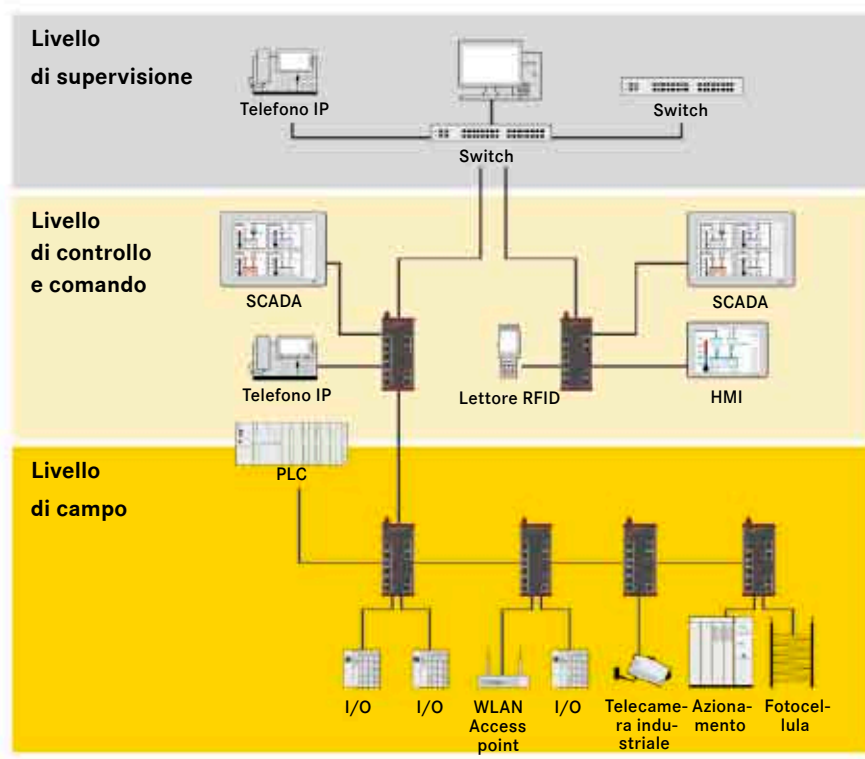 Livello
di supervisione
Telefono IP
Switch
Switch
Livello
di controllo
e comando
SCADA
SCADA
Telefono IP
Lettore RFID
HMI
Livello
di campo
PLC
I/O
I/O
WLAN
Access
point
I/O
Telecame-
ra indu-
striale
Aziona-
mento
Fotocel-
lula